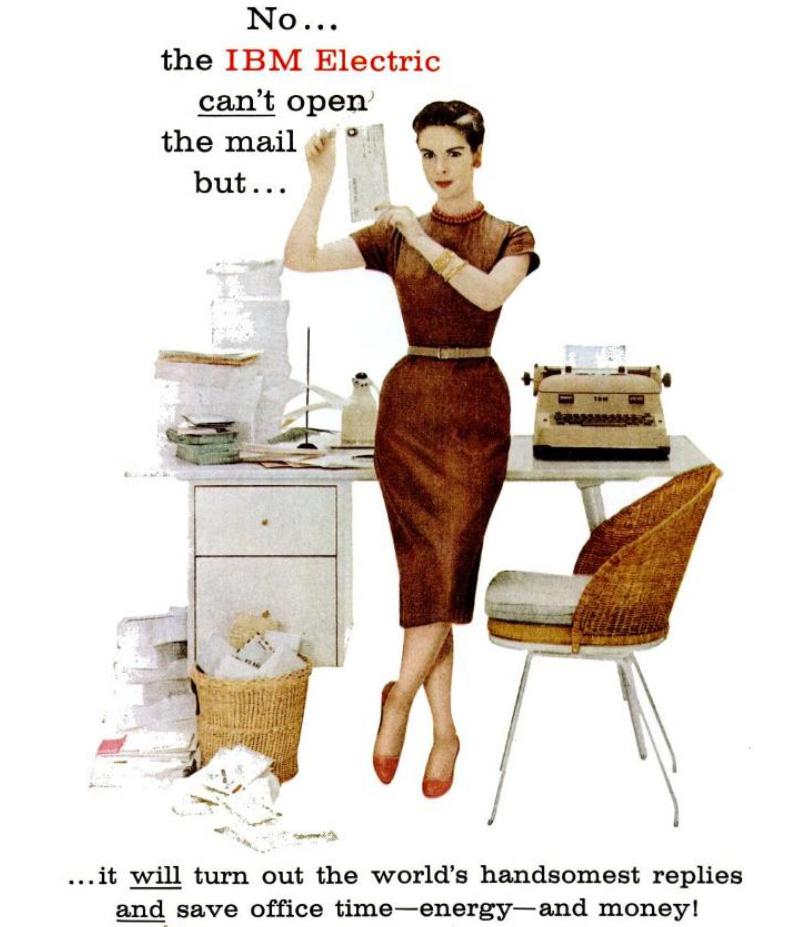 No...
the IBM Electric
can't open
the mail
but...
IBM
...it will turn out the world's handsomest replies
and save office time—energy—and money!